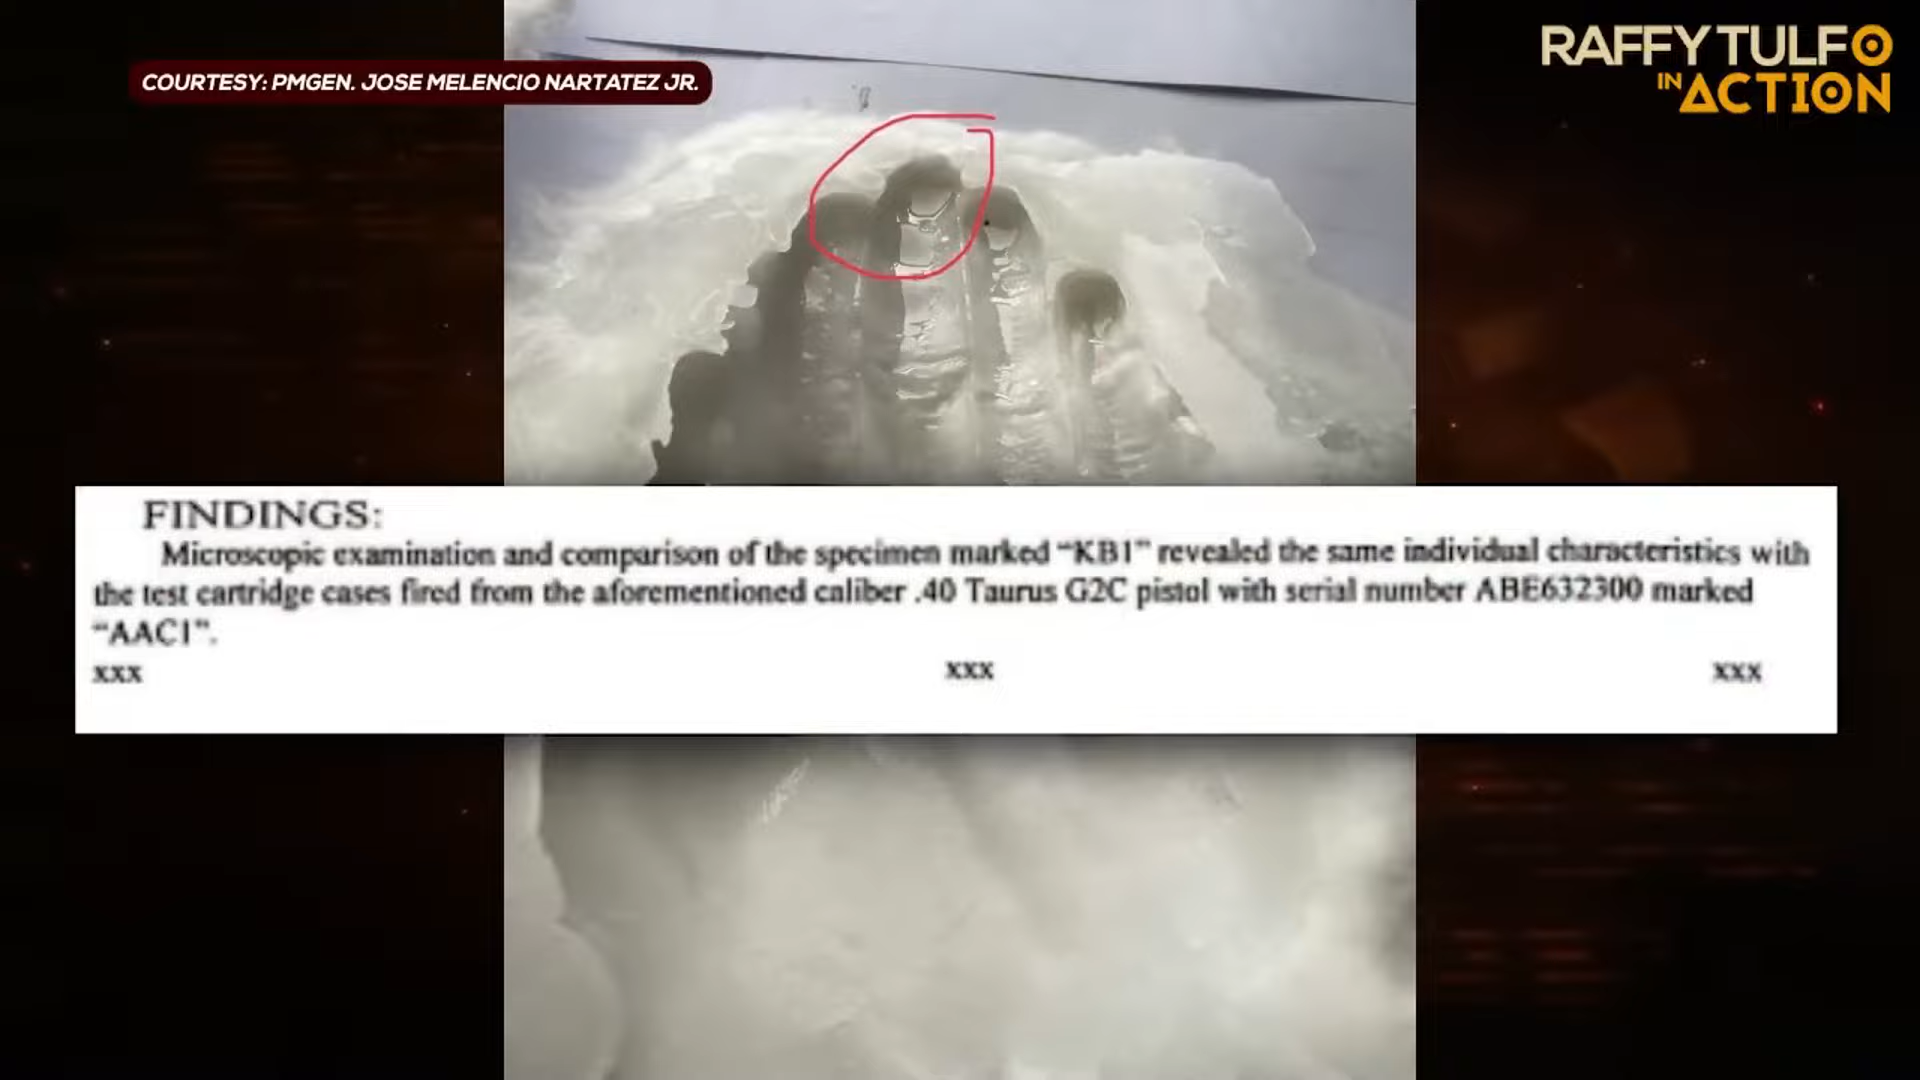 COURTESY: PMGEN. JOSE MELENCIO NARTATEZ JR.
RAFFY TULFO
IN ACTION
FINDINGS:
Microscopic examination and comparison of the specimen marked “KB1” revealed the same individual characteristics with
the test cartridge cases fired from the aforementioned caliber .40 Taurus G2C pistol with serial number ABE632300 marked
“AAC1”.
xxx xxx xxx